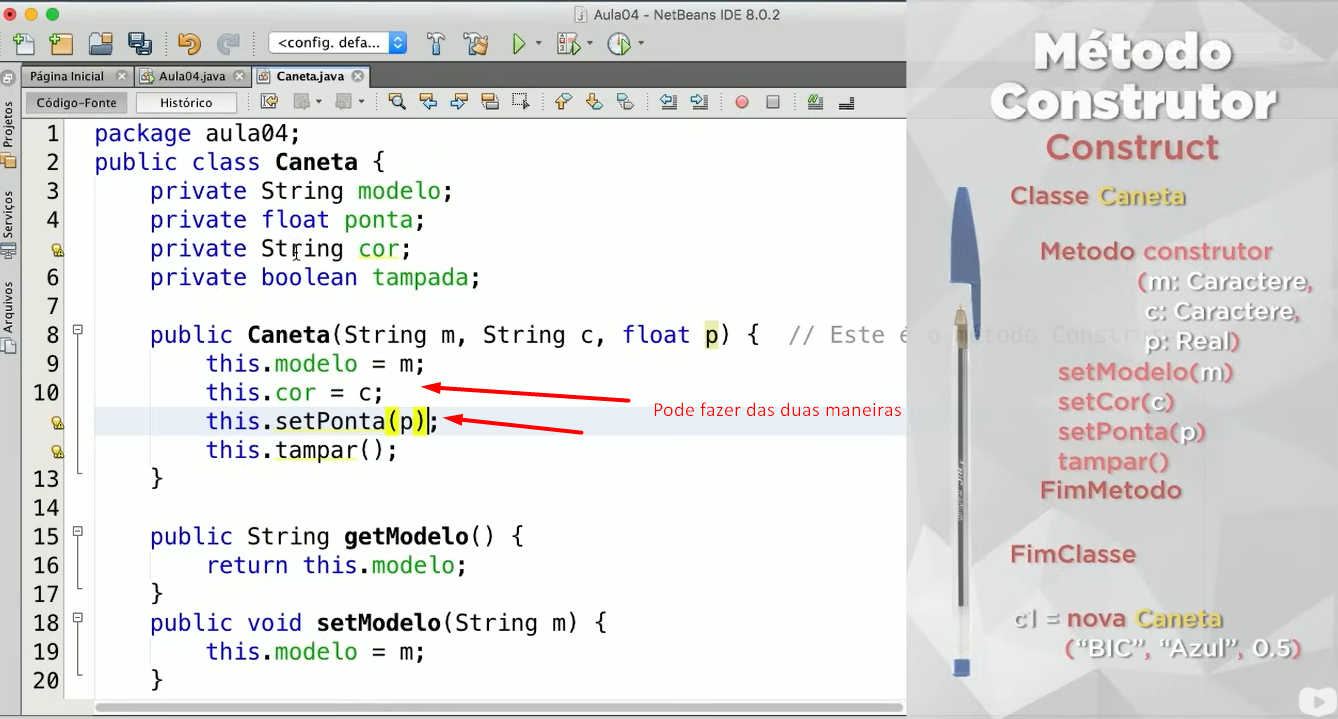 Aula04 - NetBeans IDE 8.0.2
<config. defa...
Página Inicial
Aula04.java
Caneta.java
Código-Fonte
Histórico
Projetos
Serviços
Arquivos
1 package aula04;
2 public class Caneta {
3 private String modelo;
4 private float ponta;
private String cor;
6 private boolean tampada;
7
8 public Caneta(String m, String c, float p) { // Este é o método Construtor
9 this.modelo = m;
10 this.cor = c;
this.setPonta(p);
this.tampar();
13 }
14
15 public String getModelo() {
16 return this.modelo;
17 }
18 public void setModelo(String m) {
19 this.modelo = m;
20 }
Pode fazer das duas maneiras
Método
Construtor
Construct
Classe Caneta
Metodo construtor
(m: Caractere,
c: Caractere,
p: Real)
setModelo(m)
setCor(c)
setPonta(p)
tampar()
FimMetodo
FimClasse
c1 = nova Caneta
("BIC", "Azul", 0.5)